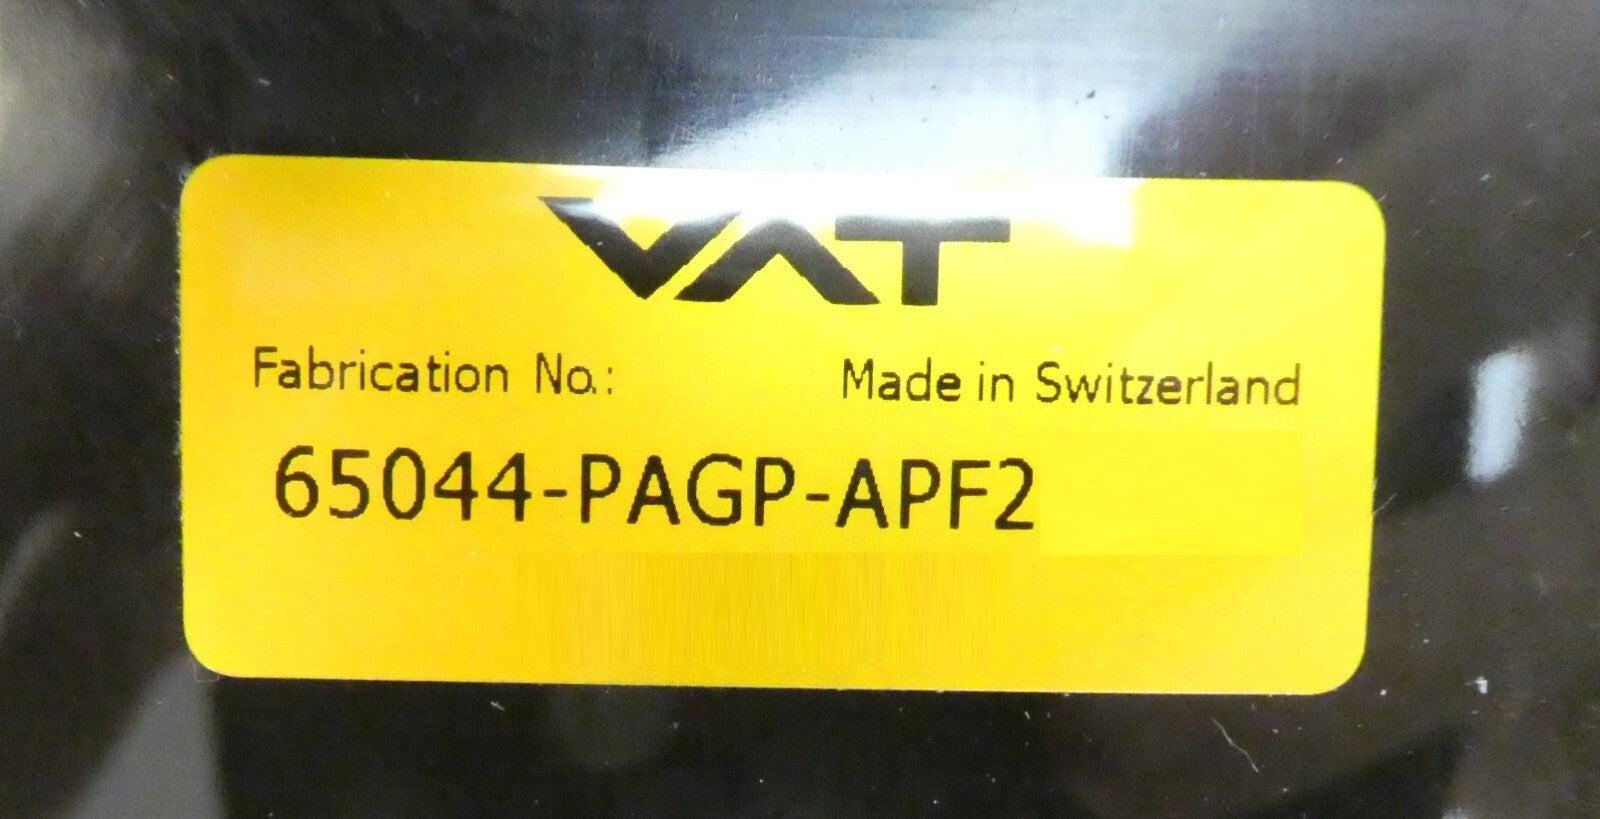 VAT
Fabrication No.: Made in Switzerland
65044-PAGP-APF2